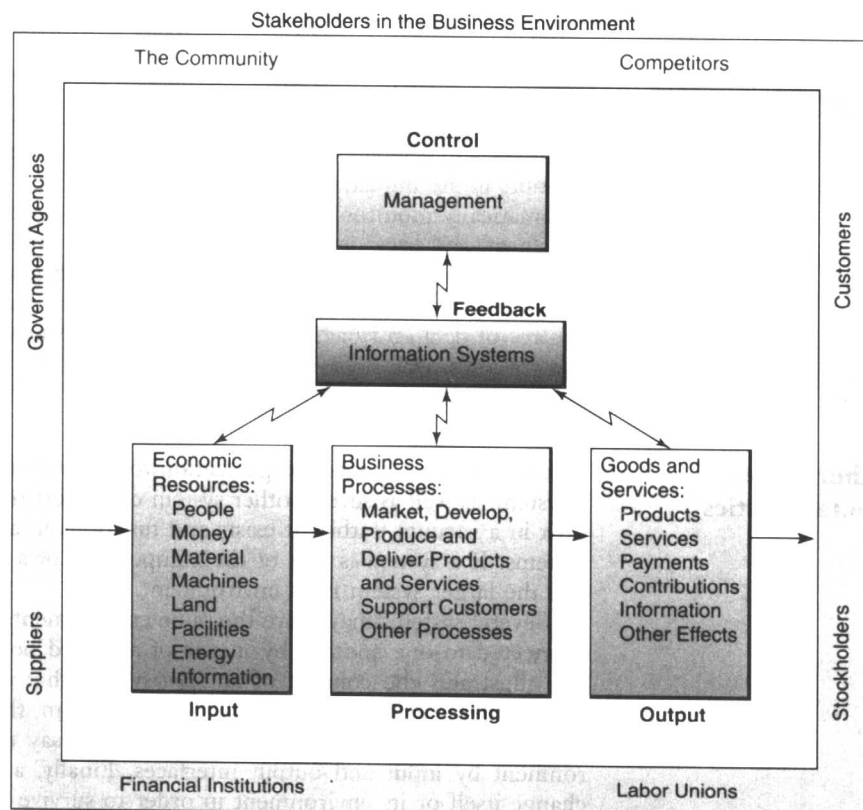 Stakeholders in the Business Environment
The Community
Competitors
Government Agencies
Customers
Control
Management
Feedback
Information Systems
Economic
Resources:
People
Money
Material
Machines
Land
Facilities
Energy
Information
Input
Business
Processes:
Market, Develop,
Produce and
Deliver Products
and Services
Support Customers
Other Processes
Processing
Goods and
Services:
Products
Services
Payments
Contributions
Information
Other Effects
Output
Suppliers
Stockholders
Financial Institutions
Labor Unions